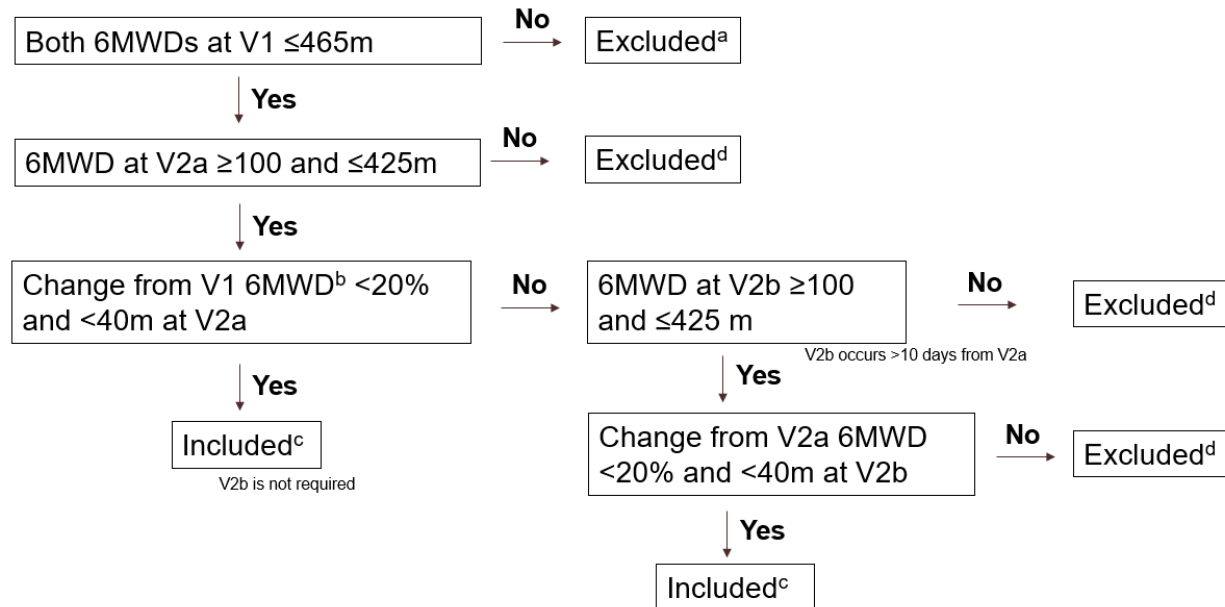 Both 6MWDs at V1 ≤465m
No
Excludedᵃ
Yes
6MWD at V2a ≥100 and ≤425m
No
Excludedᵈ
Yes
Change from V1 6MWDᵇ <20%
and <40m at V2a
No
6MWD at V2b ≥100
and ≤425 m
No
Excludedᵈ
V2b occurs >10 days from V2a
Yes
Includedᶜ
V2b is not required
Yes
Change from V2a 6MWD
<20% and <40m at V2b
No
Excludedᵈ
Yes
Includedᶜ